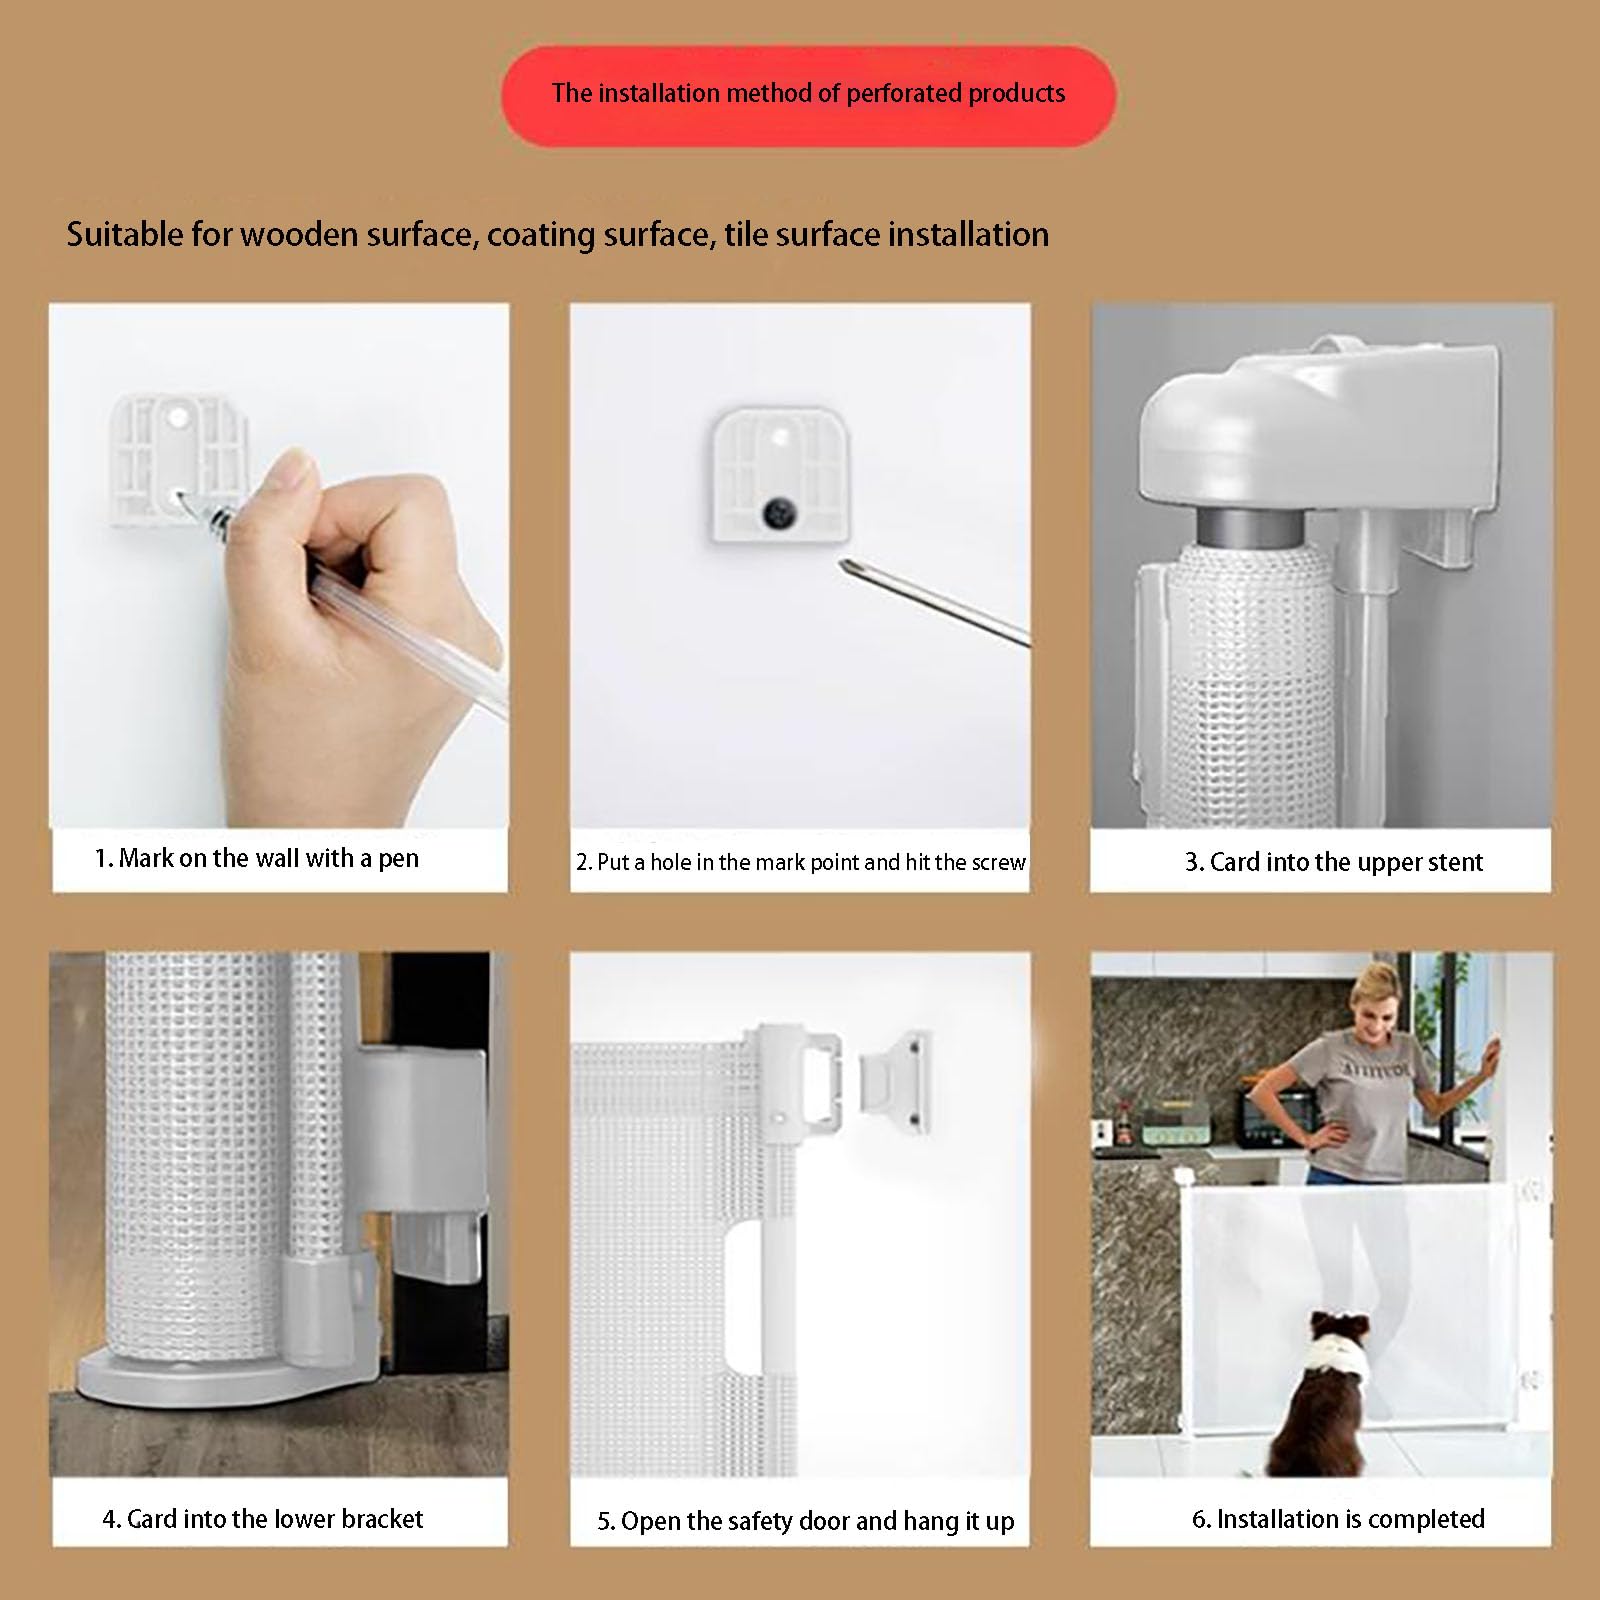 The installation method of perforated products
Suitable for wooden surface, coating surface, tile surface installation
1. Mark on the wall with a pen
2. Put a hole in the mark point and hit the screw
3. Card into the upper stent
ATTITUDE
4. Card into the lower bracket
5. Open the safety door and hang it up
6. Installation is completed